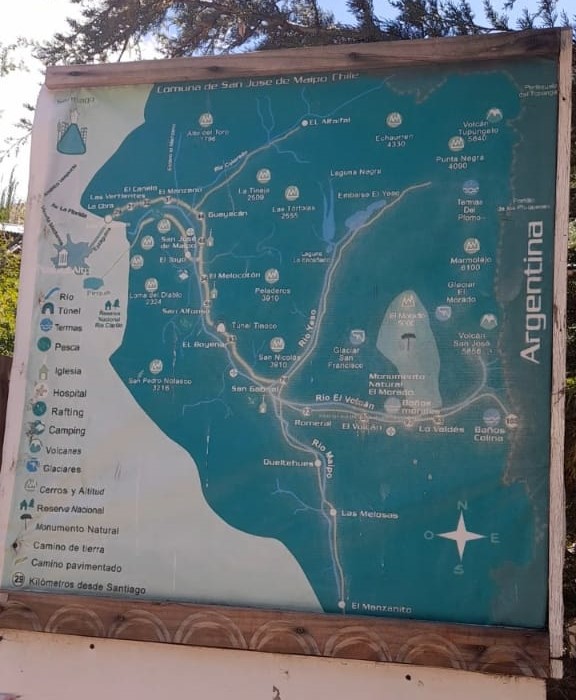 Comuna de San José de Maipo Chile
Santiago
El Alfalfal
Alto del Toro
Echaurren
4330
Volcán
Tupungato
5640
Punta Negra
4090
Río Colorado
Laguna Negra
Embalse El Yeso
La Tinaja
2509
Las Tórtolas
2555
Termas
Del
Plomo
El Canelo
El Manzano
Las Vertientes
La Obra
Guayacán
San José
de Maipo
El Toyo
El Melocotón
Marmolejo
6100
Peladeros
3910
Loma del Diablo
2324
San Alfonso
Glaciar
El
Morado
El Morado
Volcán
San José
5856
Argentina
Alto
Pirque
Reserva
Nacional
Río Clarillo
Túnel Tinoco
El Boyenar
Río Yeso
San Nicolás
3910
Glaciar
San
Francisco
San Pedro Nolasco
3216
San Gabriel
Monumento
Natural
El Morado
Río El Volcán
Baños
Morales
Romeral
El Volcán
La Valdés
Baños
Colina
Río Maipo
Queltehues
Las Melosas
El Manzanito
N
O
E
S
Río
Túnel
Termas
Pesca
Iglesia
Hospital
Rafting
Camping
Volcanes
Glaciares
Cerros y Altitud
Reserva Nacional
Monumento Natural
Camino de tierra
Camino pavimentado
25 Kilómetros desde Santiago